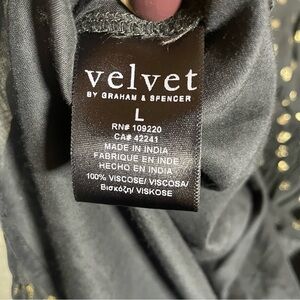 velvet
BY GRAHAM & SPENCER
L
RN# 109220
CA# 42241
MADE IN INDIA
FABRIQUE EN INDE
HECHO EN INDIA
100% VISCOSE/ VISCOSA/
Βισκόζη/ VISKOSE